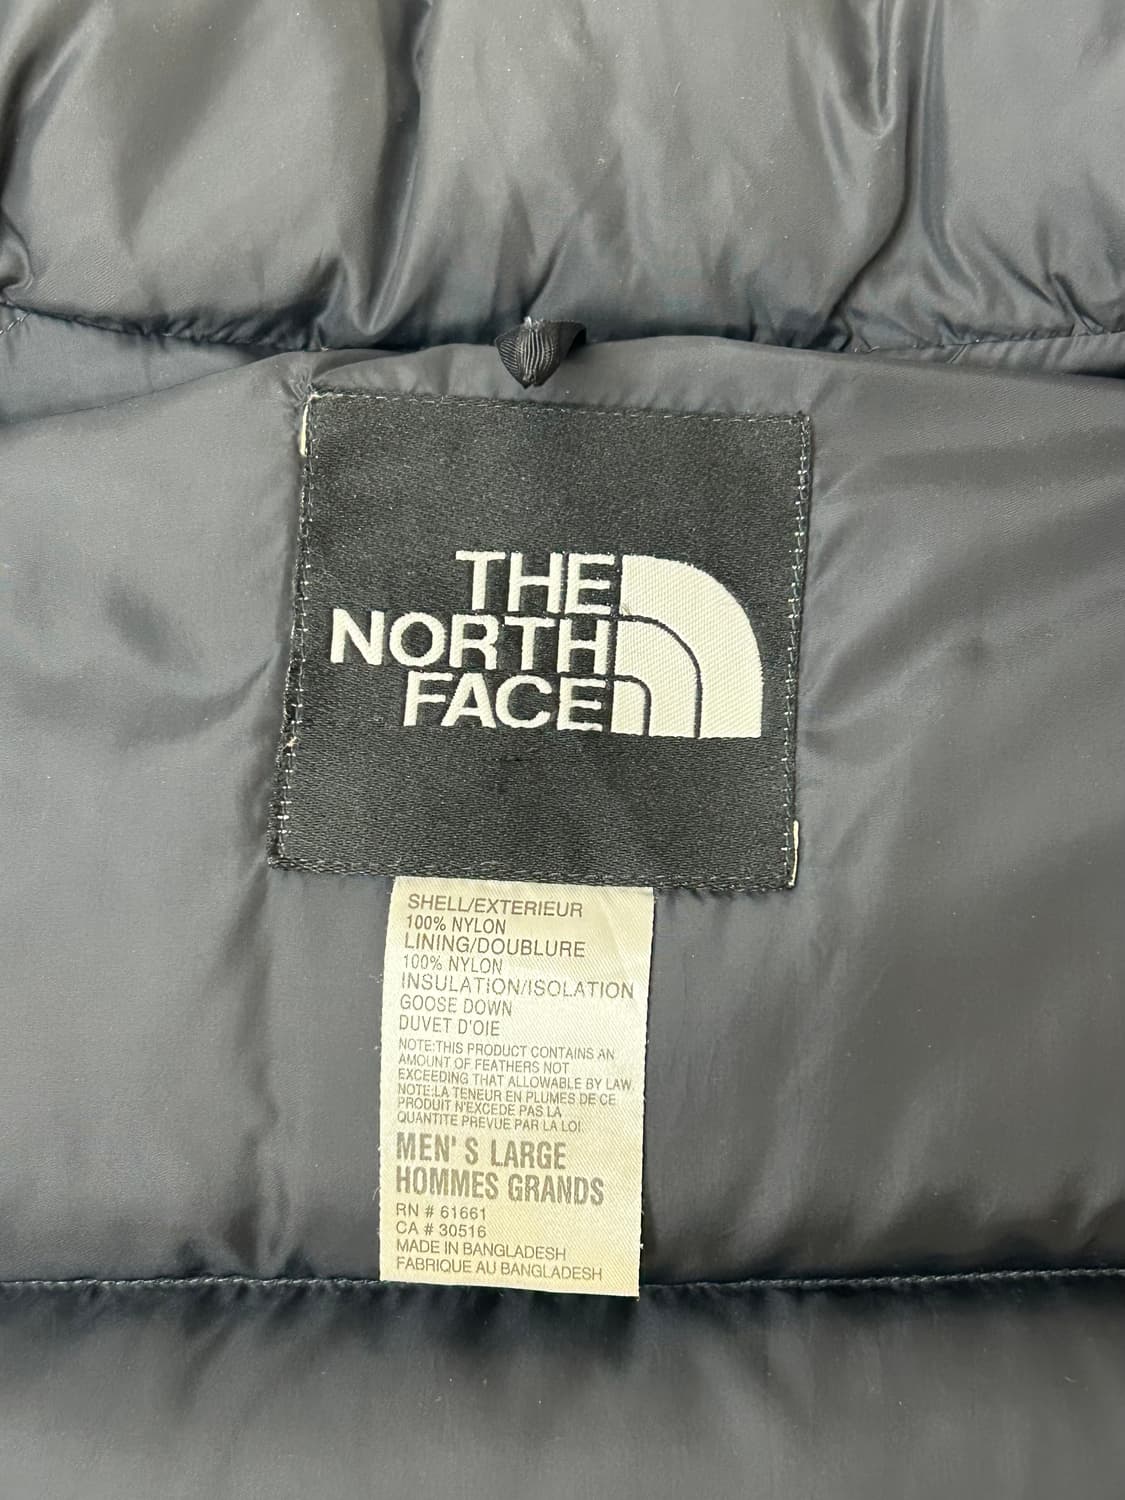 THE
NORTH
FACE
SHELL/EXTERIEUR
100% NYLON
LINING/DOUBLURE
100% NYLON
INSULATION/ISOLATION
GOOSE DOWN
DUVET D'OIE
NOTE:THIS PRODUCT CONTAINS AN
AMOUNT OF FEATHERS NOT
EXCEEDING THAT ALLOWABLE BY LAW.
NOTE:LA TENEUR EN PLUMES DE CE
PRODUIT N'EXCEDE PAS LA
QUANTITE PREVUE PAR LA LOI.
MEN' S LARGE
HOMMES GRANDS
RN # 61661
CA # 30516
MADE IN BANGLADESH
FABRIQUE AU BANGLADESH